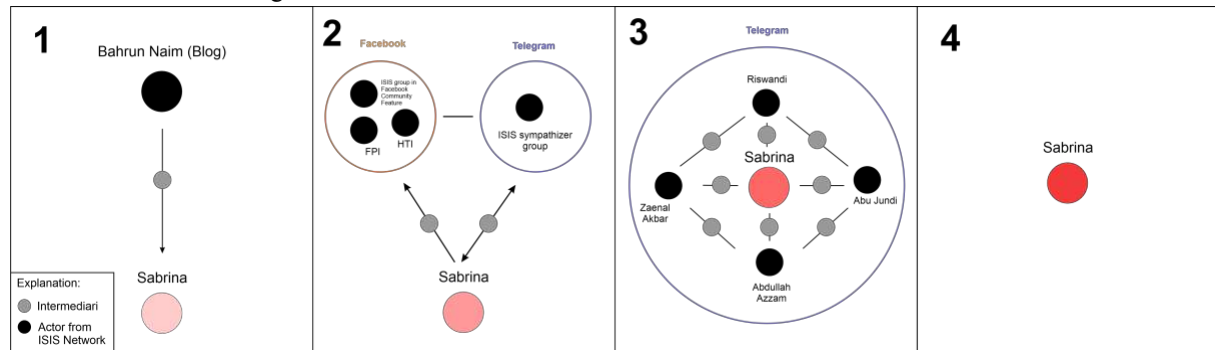 1
Bahrun Naim (Blog)
Sabrina
Explanation:
Intermediari
Actor from
ISIS Network
2
Facebook
Telegram
ISIS group in
Facebook
Community
Feature
FPI
HTI
ISIS sympathizer
group
Sabrina
3
Telegram
Riswandi
Sabrina
Zaenal
Akbar
Abu Jundi
Abdullah
Azzam
4
Sabrina